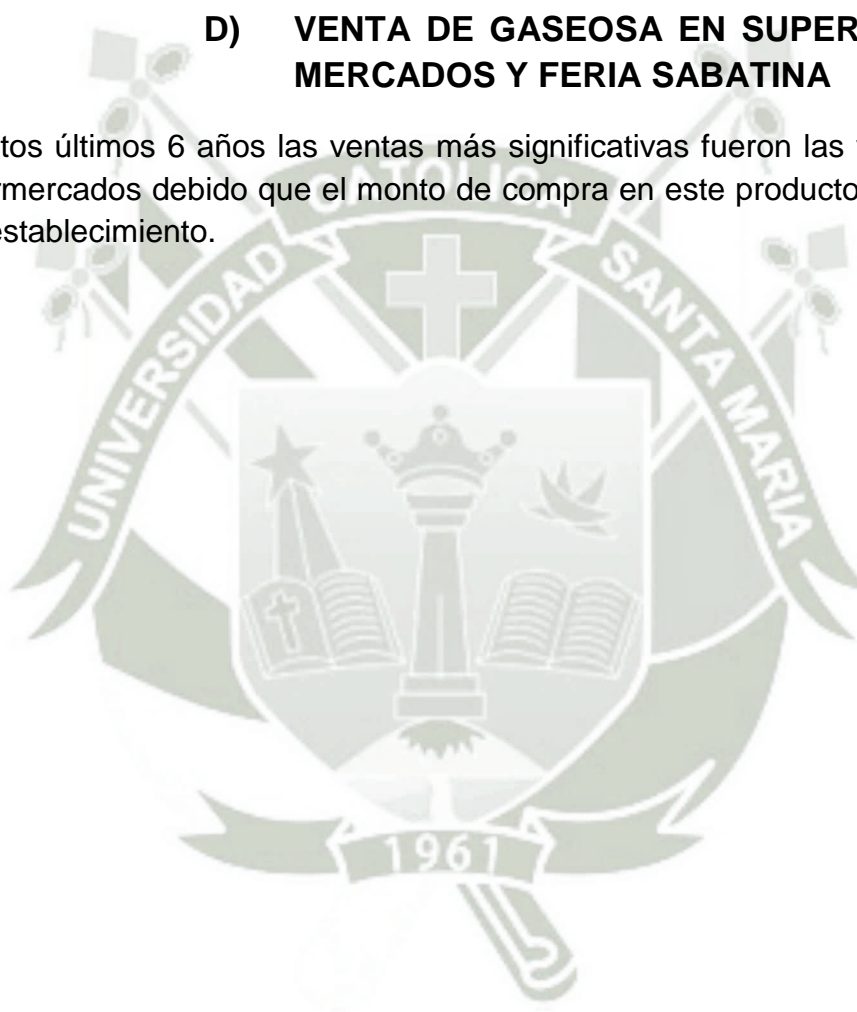 D) VENTA DE GASEOSA EN SUPER
MERCADOS Y FERIA SABATINA
tos últimos 6 años las ventas más significativas fueron las
rmercados debido que el monto de compra en este producto
establecimiento.
UNIVERSIDAD CATOLICA SANTA MARIA
1961